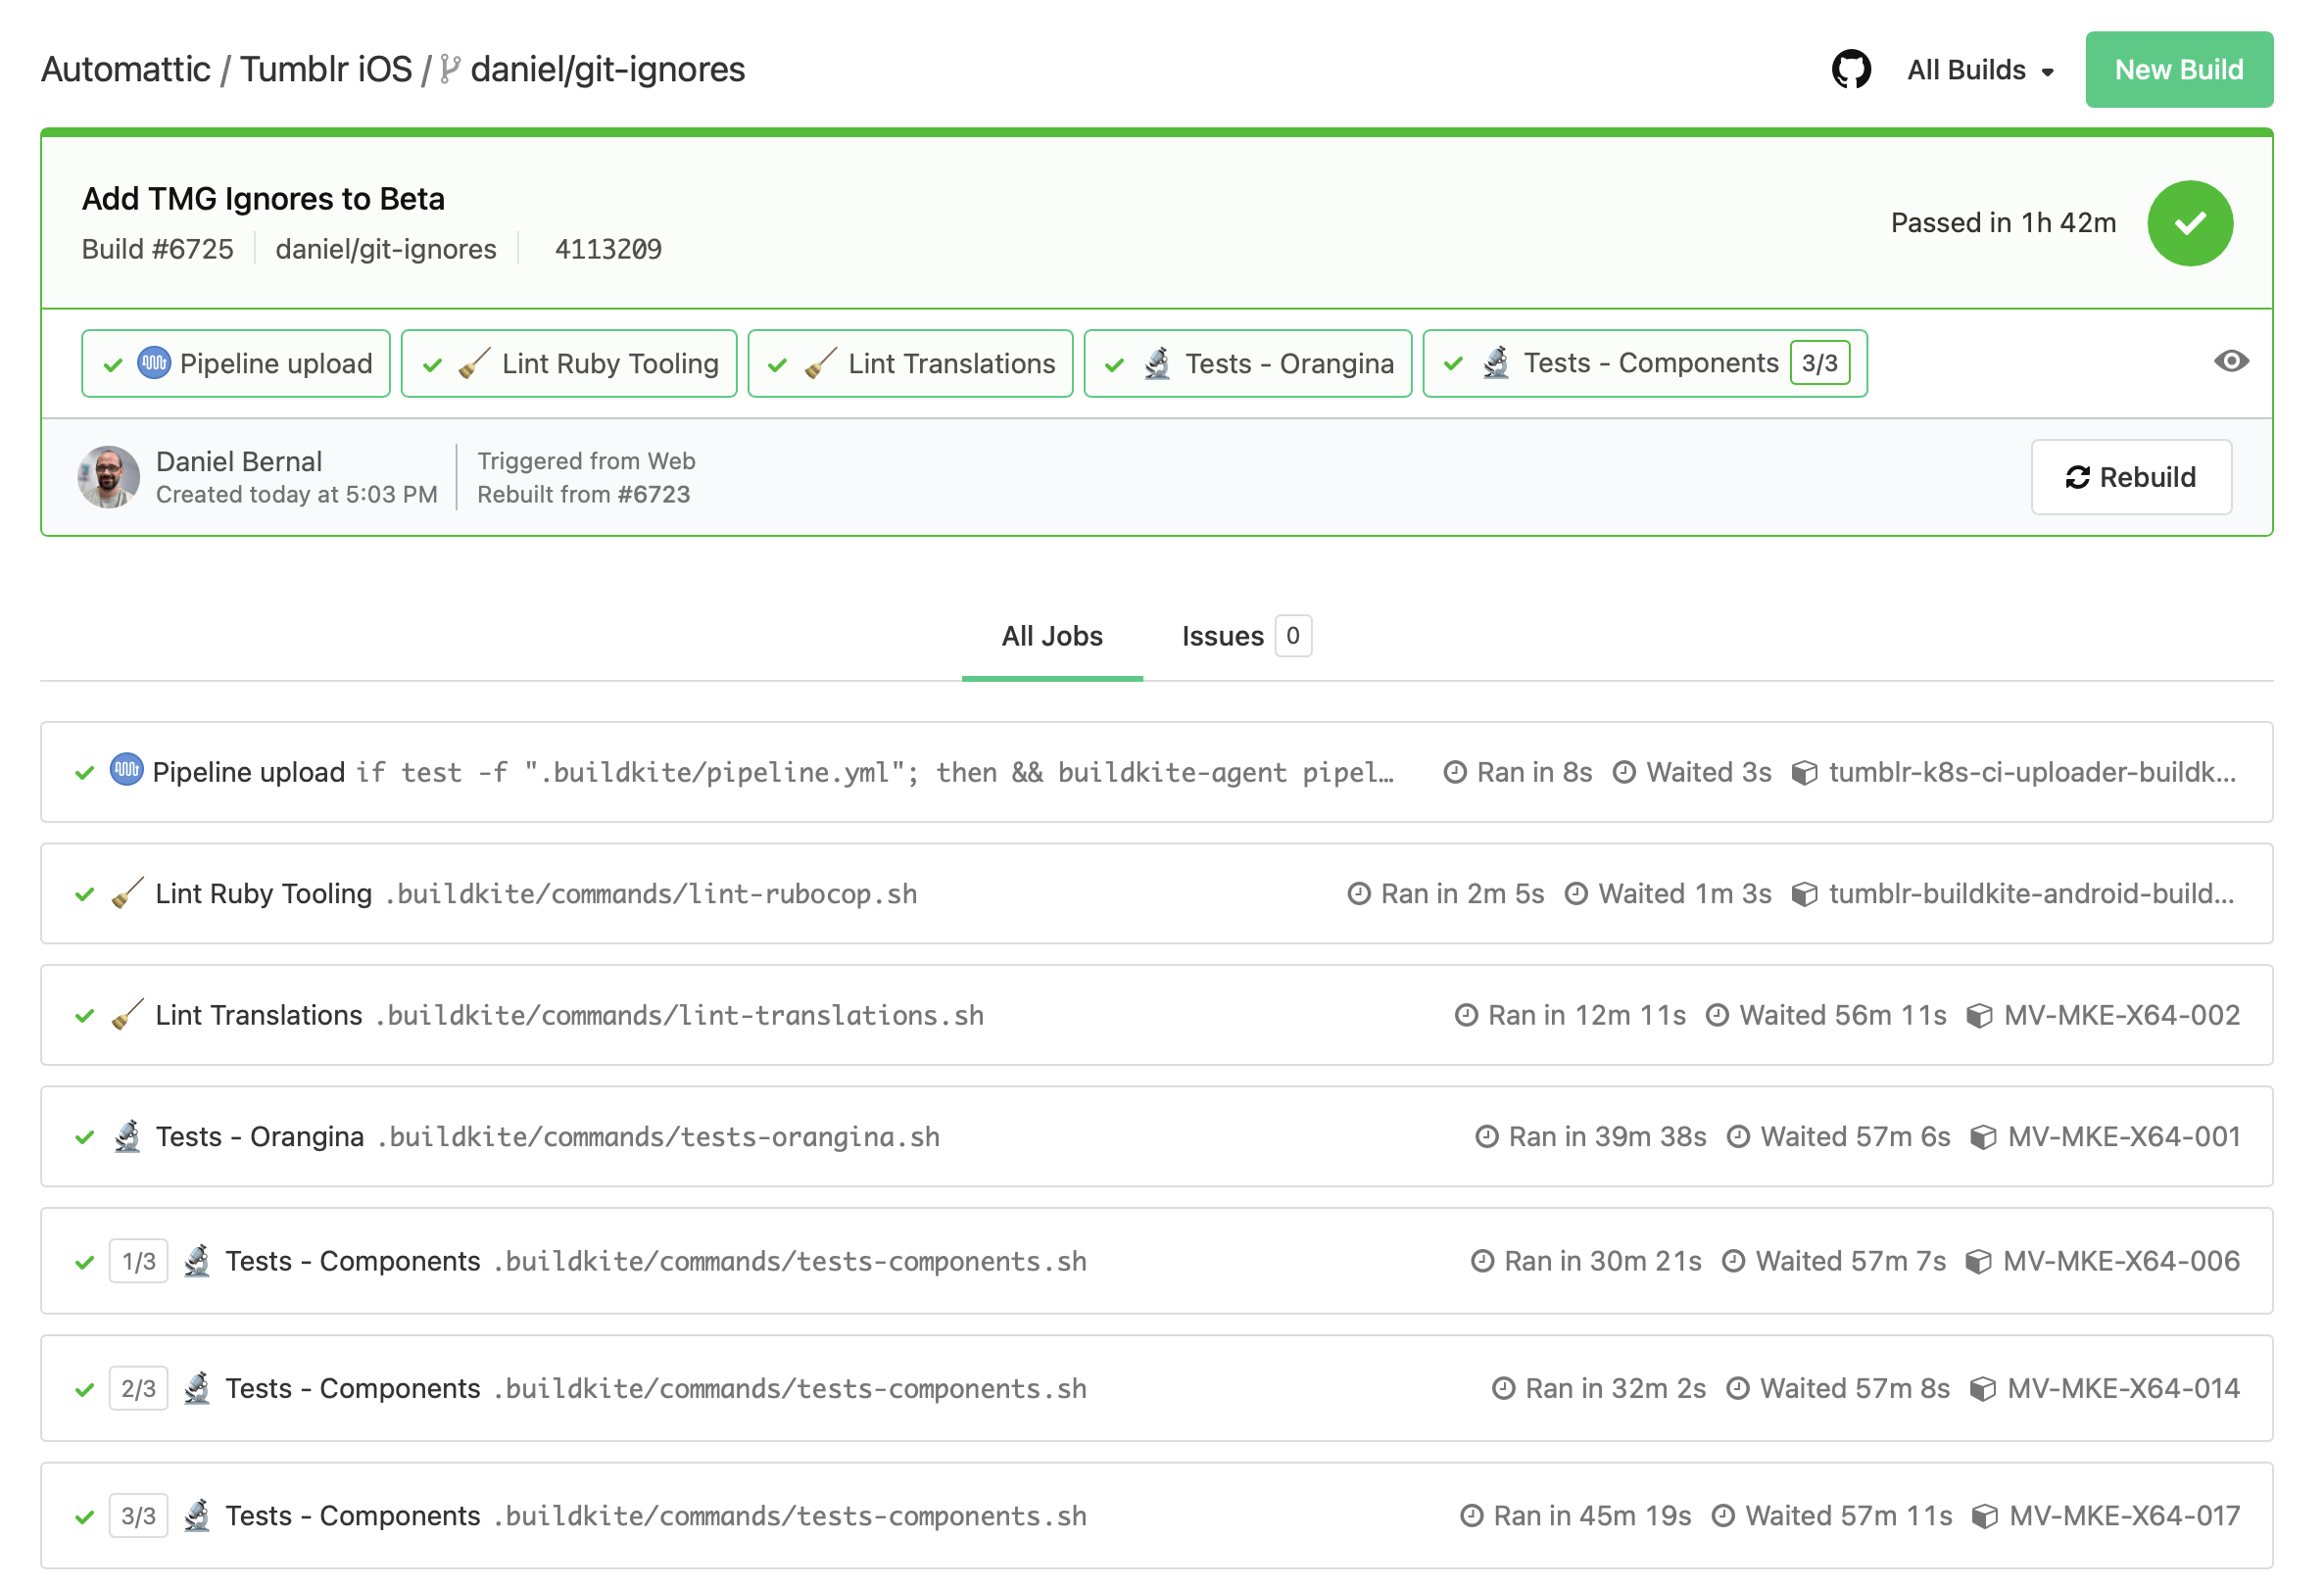 Automattic / Tumblr iOS / daniel/git-ignores
All Builds
New Build
Add TMG Ignores to Beta
Build #6725 daniel/git-ignores 4113209
Passed in 1h 42m
Pipeline upload Lint Ruby Tooling Lint Translations Tests - Orangina Tests - Components 3/3
Daniel Bernal
Created today at 5:03 PM
Triggered from Web
Rebuilt from #6723
Rebuild
All Jobs Issues 0
Pipeline upload if test -f ".buildkite/pipeline.yml"; then && buildkite-agent pipel… Ran in 8s Waited 3s tumblr-k8s-ci-uploader-buildk...
Lint Ruby Tooling .buildkite/commands/lint-rubocop.sh Ran in 2m 5s Waited 1m 3s tumblr-buildkite-android-build...
Lint Translations .buildkite/commands/lint-translations.sh Ran in 12m 11s Waited 56m 11s MV-MKE-X64-002
Tests - Orangina .buildkite/commands/tests-orangina.sh Ran in 39m 38s Waited 57m 6s MV-MKE-X64-001
1/3 Tests - Components .buildkite/commands/tests-components.sh Ran in 30m 21s Waited 57m 7s MV-MKE-X64-006
2/3 Tests - Components .buildkite/commands/tests-components.sh Ran in 32m 2s Waited 57m 8s MV-MKE-X64-014
3/3 Tests - Components .buildkite/commands/tests-components.sh Ran in 45m 19s Waited 57m 11s MV-MKE-X64-017